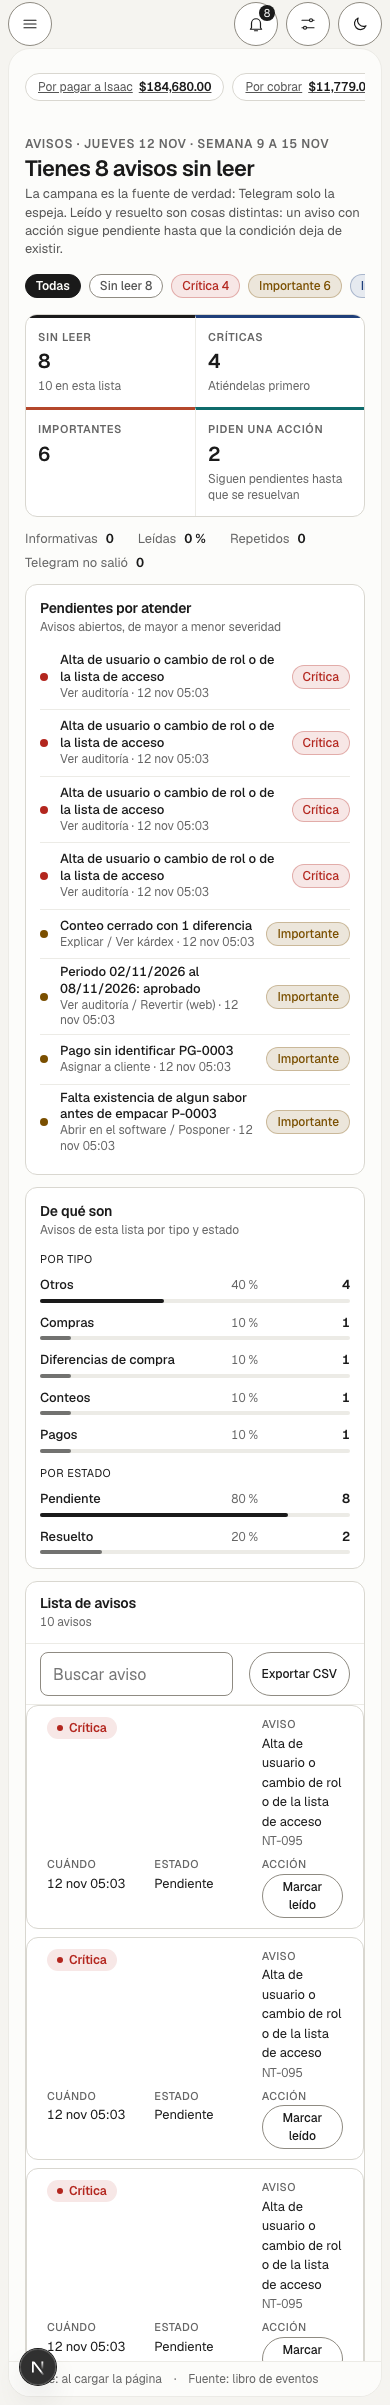 8
Por pagar a Isaac $184,680.00
Por cobrar $11,779.0
AVISOS · JUEVES 12 NOV · SEMANA 9 A 15 NOV
Tienes 8 avisos sin leer
La campana es la fuente de verdad: Telegram solo la
espeja. Leído y resuelto son cosas distintas: un aviso con
acción sigue pendiente hasta que la condición deja de
existir.
Todas Sin leer 8 Crítica 4 Importante 6
SIN LEER
8
10 en esta lista
CRÍTICAS
4
Atiéndelas primero
IMPORTANTES
6
PIDEN UNA ACCIÓN
2
Siguen pendientes hasta
que se resuelvan
Informativas 0 Leídas 0 % Repetidos 0
Telegram no salió 0
Pendientes por atender
Avisos abiertos, de mayor a menor severidad
Alta de usuario o cambio de rol o de
la lista de acceso
Ver auditoría · 12 nov 05:03
Crítica
Alta de usuario o cambio de rol o de
la lista de acceso
Ver auditoría · 12 nov 05:03
Crítica
Alta de usuario o cambio de rol o de
la lista de acceso
Ver auditoría · 12 nov 05:03
Crítica
Alta de usuario o cambio de rol o de
la lista de acceso
Ver auditoría · 12 nov 05:03
Crítica
Conteo cerrado con 1 diferencia
Explicar / Ver kárdex · 12 nov 05:03
Importante
Periodo 02/11/2026 al
08/11/2026: aprobado
Ver auditoría / Revertir (web) · 12
nov 05:03
Importante
Pago sin identificar PG-0003
Asignar a cliente · 12 nov 05:03
Importante
Falta existencia de algun sabor
antes de empacar P-0003
Abrir en el software / Posponer · 12
nov 05:03
Importante
De qué son
Avisos de esta lista por tipo y estado
POR TIPO
Otros 40 % 4
Compras 10 % 1
Diferencias de compra 10 % 1
Conteos 10 % 1
Pagos 10 % 1
POR ESTADO
Pendiente 80 % 8
Resuelto 20 % 2
Lista de avisos
10 avisos
Buscar aviso
Exportar CSV
Crítica
AVISO
Alta de
usuario o
cambio de rol
o de la lista
de acceso
NT-095
CUÁNDO ESTADO ACCIÓN
12 nov 05:03 Pendiente
Marcar
leído
Crítica
AVISO
Alta de
usuario o
cambio de rol
o de la lista
de acceso
NT-095
CUÁNDO ESTADO ACCIÓN
12 nov 05:03 Pendiente
Marcar
leído
Crítica
AVISO
Alta de
usuario o
cambio de rol
o de la lista
de acceso
NT-095
CUÁNDO ESTADO ACCIÓN
12 nov 05:03 Pendiente
Marcar
N
al cargar la página · Fuente: libro de eventos